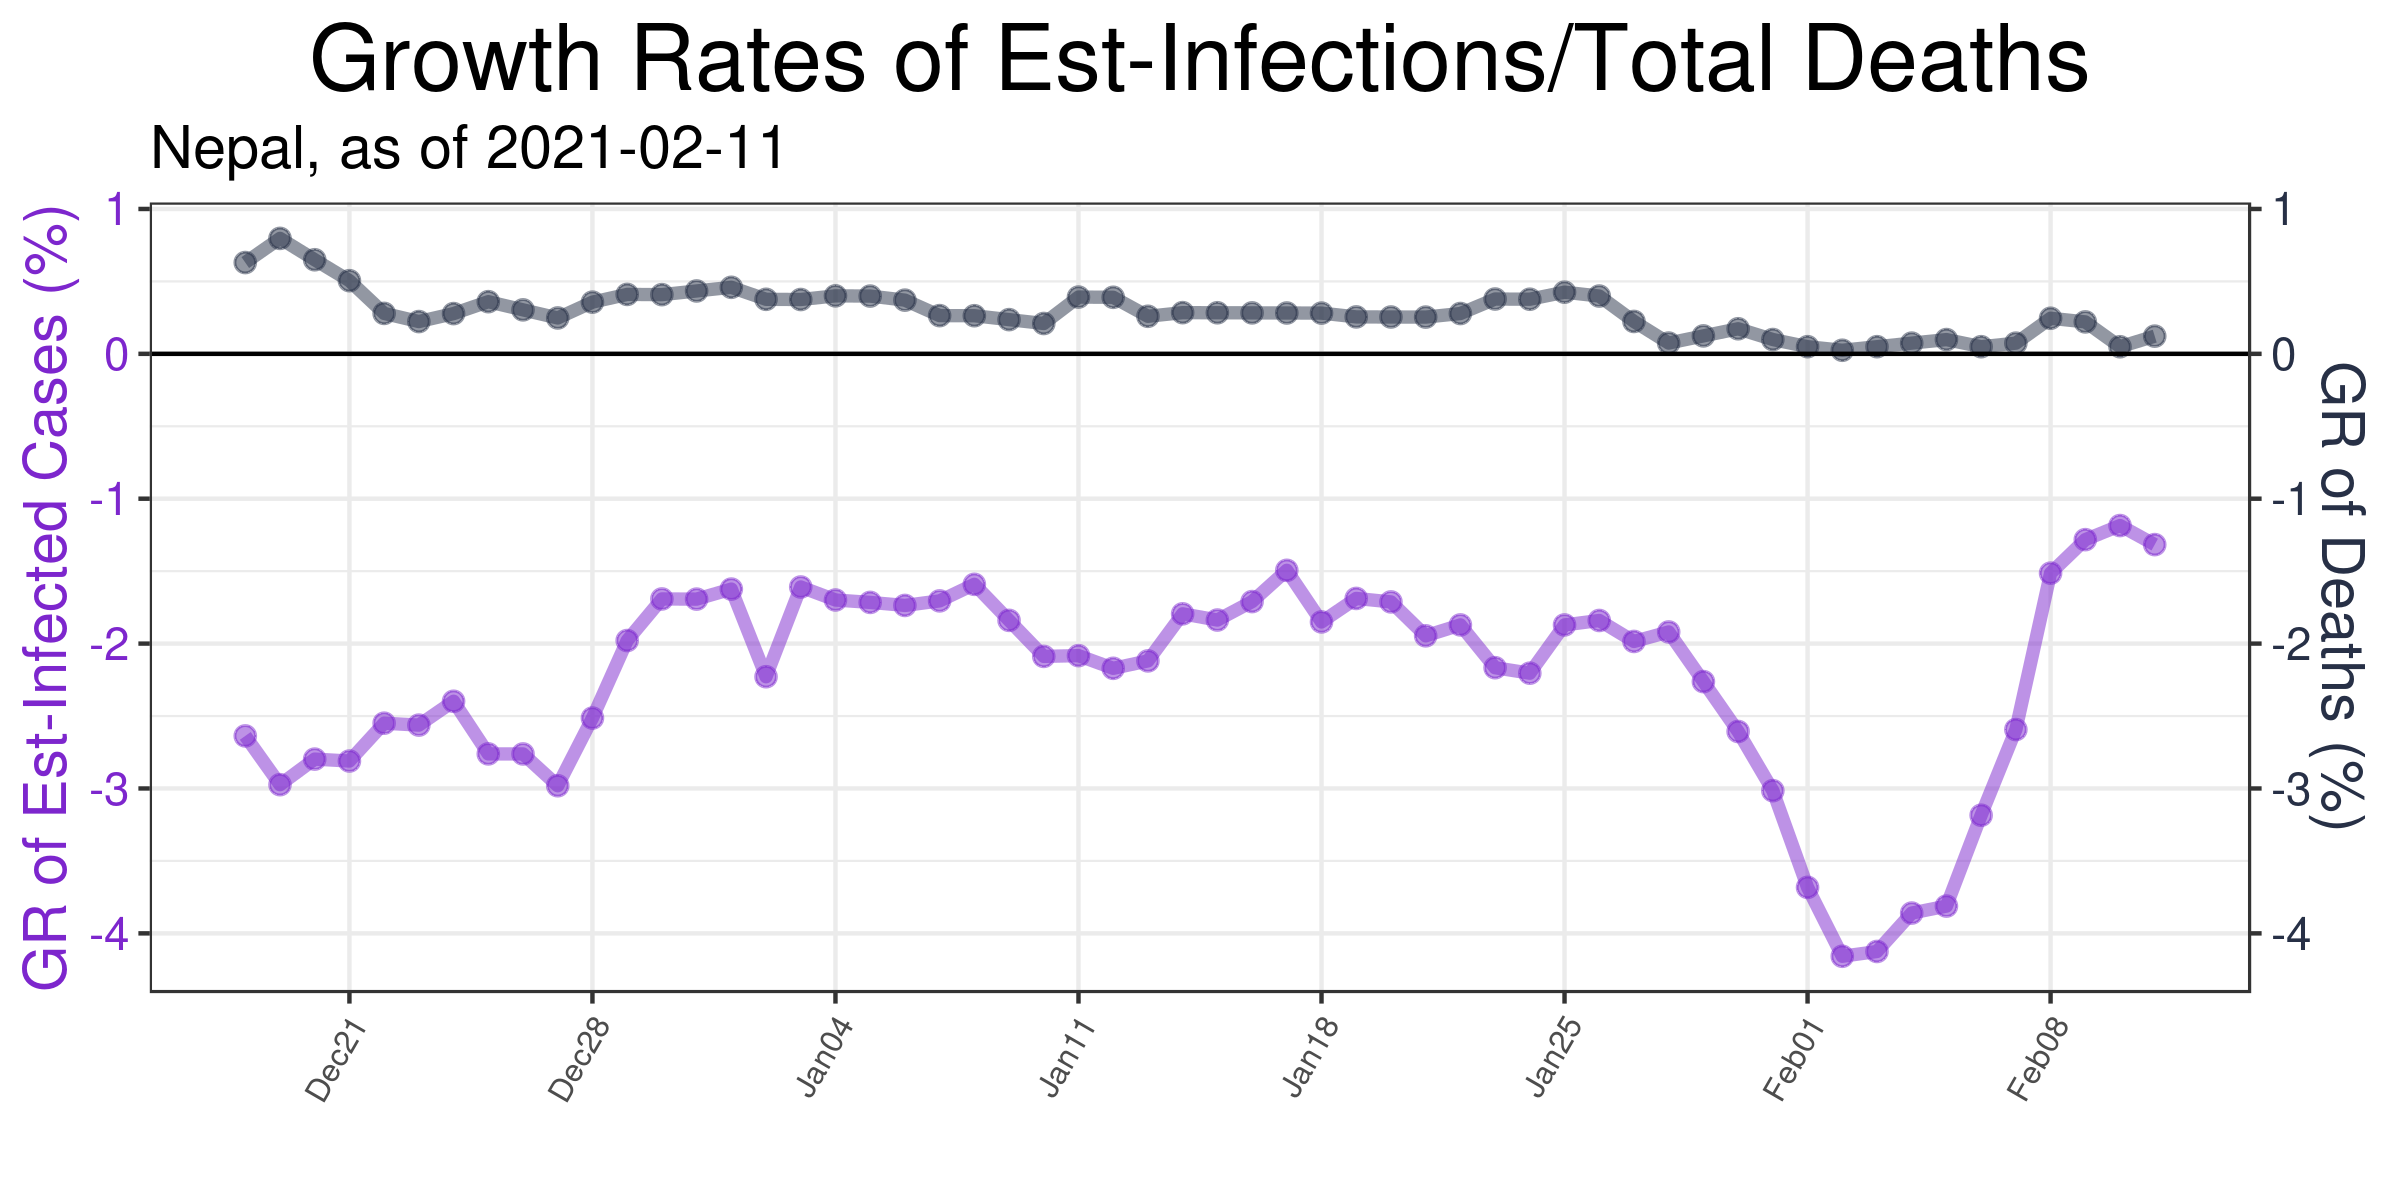 Growth Rates of Est-Infections/Total Deaths
Nepal, as of 2021-02-11
GR of Est-Infected Cases (%)
1
0
-1
-2
-3
-4
1
0
-1
-2
-3
-4
GR of Deaths (%)
Dec21
Dec28
Jan04
Jan11
Jan18
Jan25
Feb01
Feb08